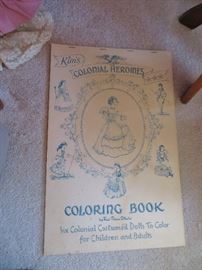 Kim's
COLONIAL HEROINES
COLORING BOOK
Six Colonial Costumed Dolls To Color
for Children and Adults